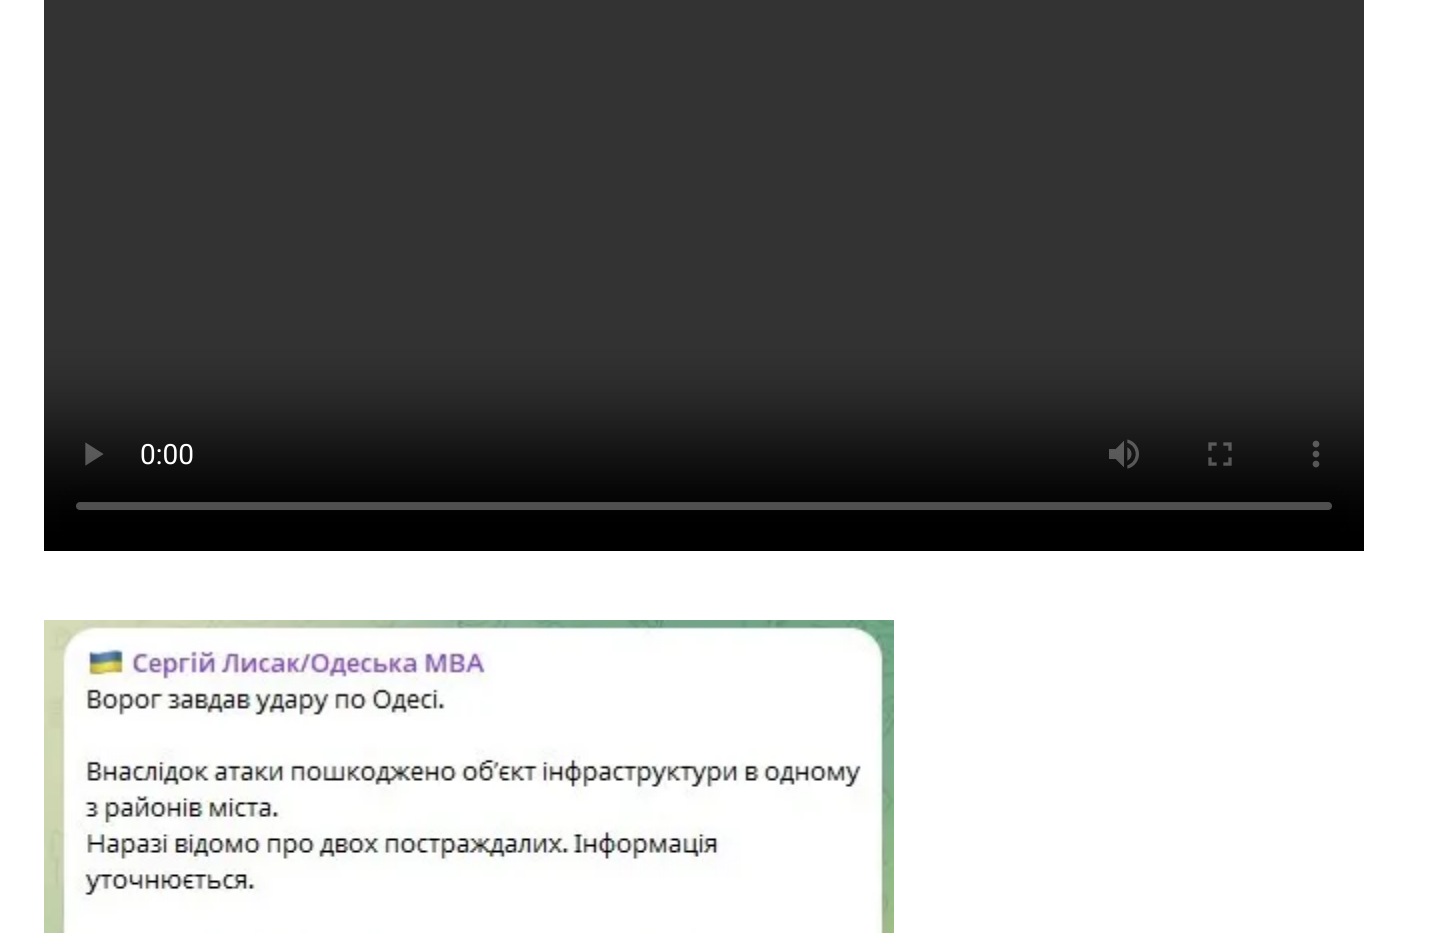 0:00
🇺🇦 Сергій Лисак/Одеська МВА
Ворог завдав удару по Одесі.
Внаслідок атаки пошкоджено об’єкт інфраструктури в одному
з районів міста.
Наразі відомо про двох постраждалих. Інформація
уточнюється.